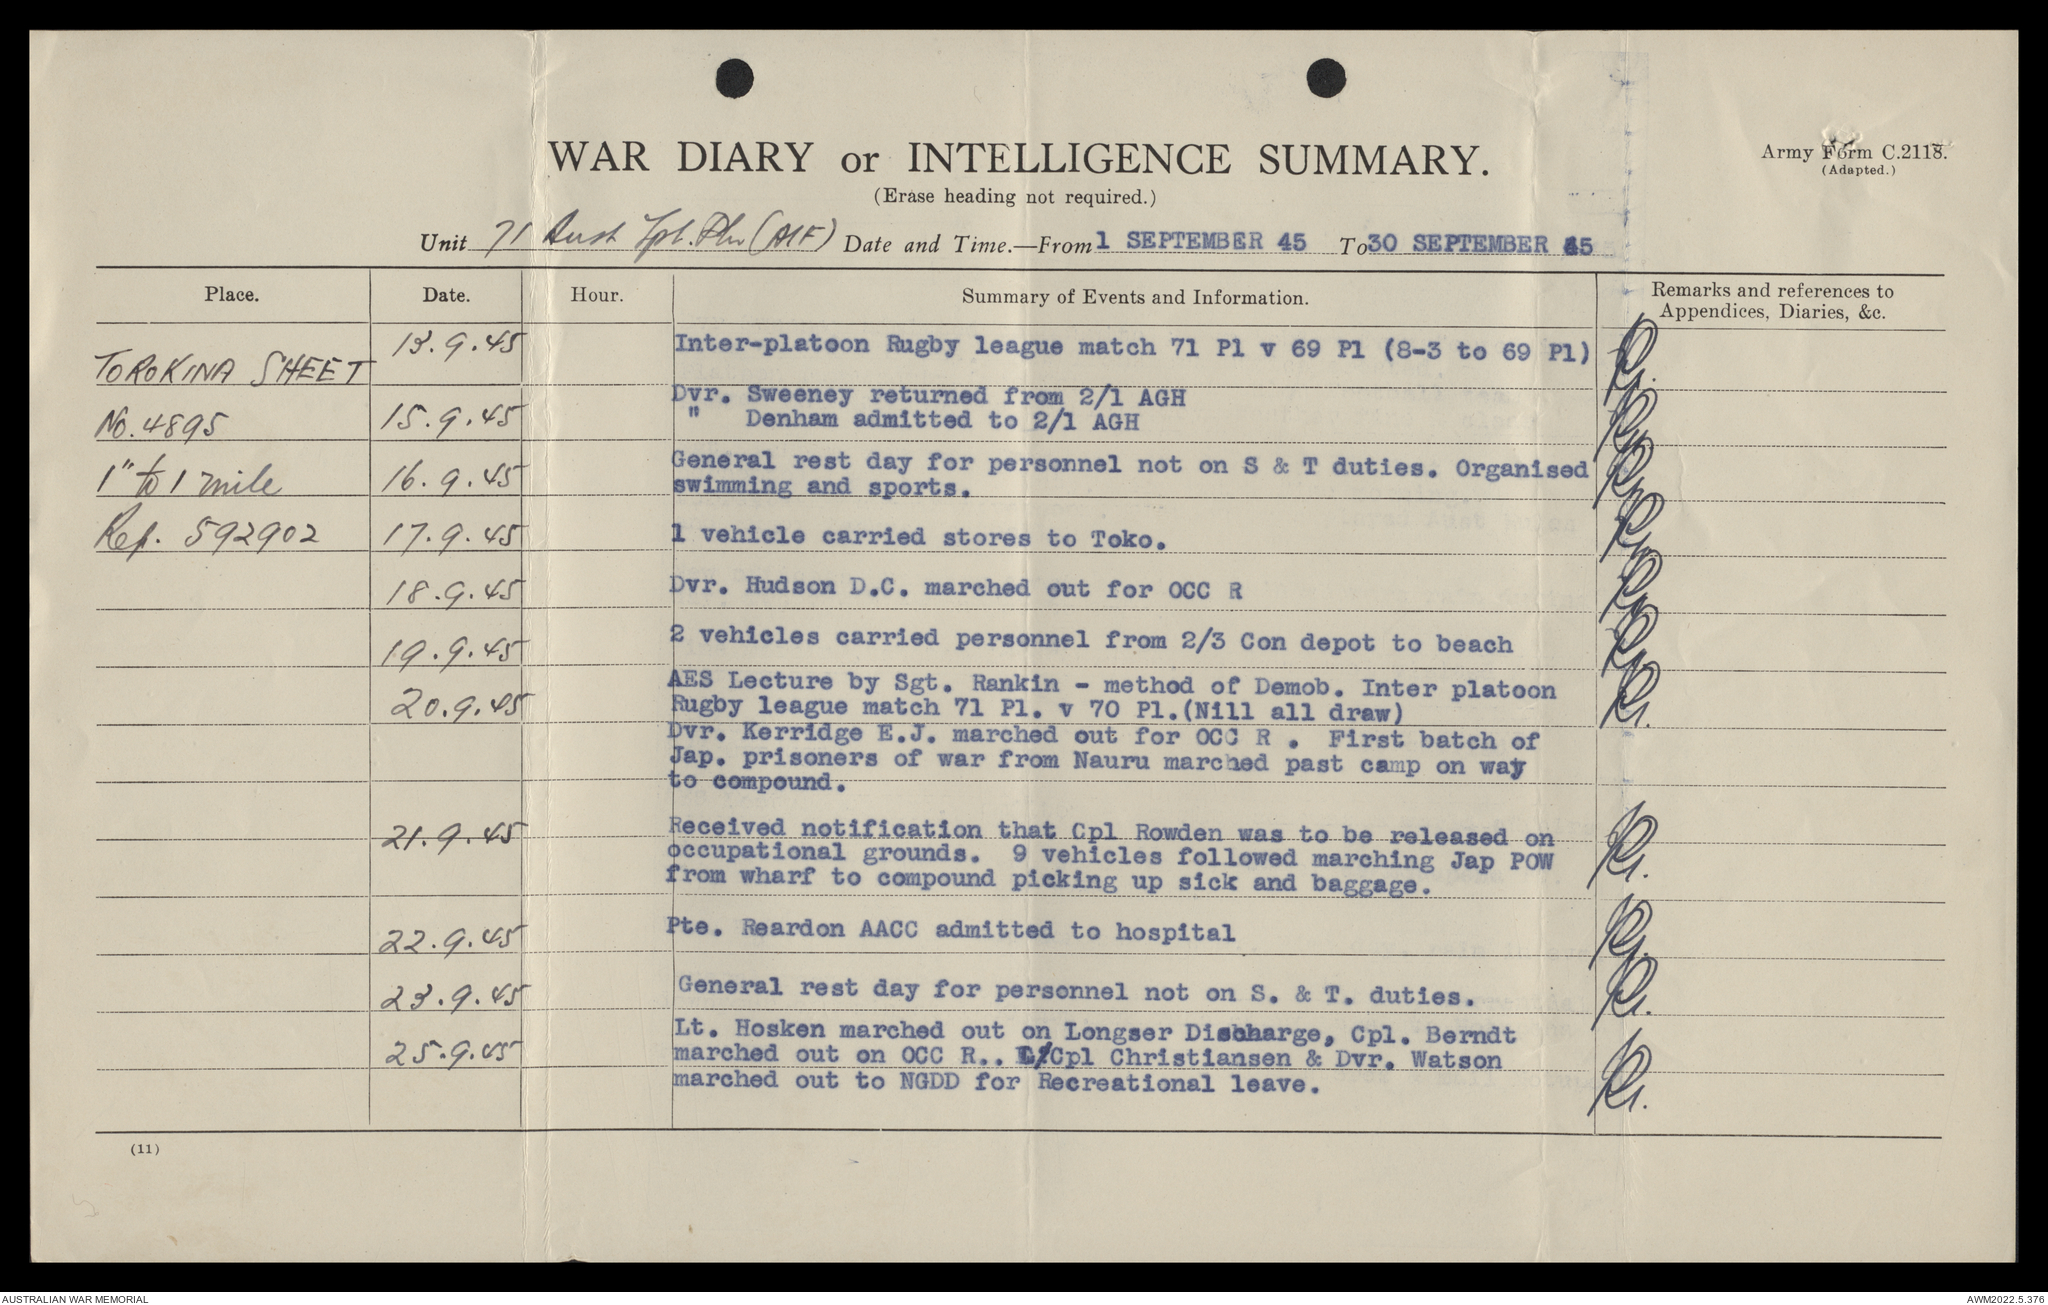 WAR DIARY or INTELLIGENCE SUMMARY.
Army Form C.2118.
(Adapted.)
(Erase heading not required.)
Unit 71 Aust Tpt. Pln (AIF) Date and Time.—From 1 SEPTEMBER 45 To 30 SEPTEMBER 45
Place. Date. Hour. Summary of Events and Information. Remarks and references to
Appendices, Diaries, &c.
TOROKINA SHEET 13.9.45 Inter-platoon Rugby league match 71 Pl v 69 Pl (8-3 to 69 Pl)
Dvr. Sweeney returned from 2/1 AGH
No. 4895 15.9.45 " Denham admitted to 2/1 AGH
1" to 1 mile 16.9.45 General rest day for personnel not on S & T duties. Organised
swimming and sports.
Ref. 592902 17.9.45 1 vehicle carried stores to Toko.
18.9.45 Dvr. Hudson D.C. marched out for OCC R
19.9.45 2 vehicles carried personnel from 2/3 Con depot to beach
20.9.45 AES Lecture by Sgt. Rankin - method of Demob. Inter platoon
Rugby league match 71 Pl. v 70 Pl.(Nill all draw)
Dvr. Kerridge E.J. marched out for OCC R . First batch of
Jap. prisoners of war from Nauru marched past camp on way
to compound.
21.9.45 Received notification that Cpl Rowden was to be released on
occupational grounds. 9 vehicles followed marching Jap POW
from wharf to compound picking up sick and baggage.
22.9.45 Pte. Reardon AACC admitted to hospital
23.9.45 General rest day for personnel not on S. & T. duties.
25.9.45 Lt. Hosken marched out on Longser Discharge, Cpl. Berndt
marched out on OCC R.. L/Cpl Christiansen & Dvr. Watson
marched out to NGDD for Recreational leave.
(11)
AUSTRALIAN WAR MEMORIAL
AWM2022.5.376